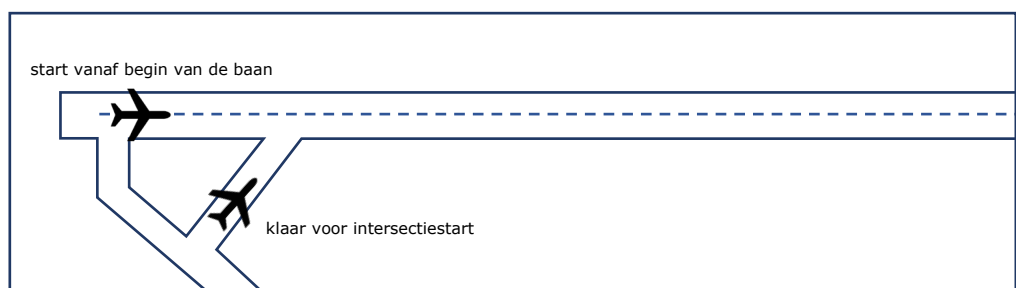 start vanaf begin van de baan
klaar voor intersectiestart